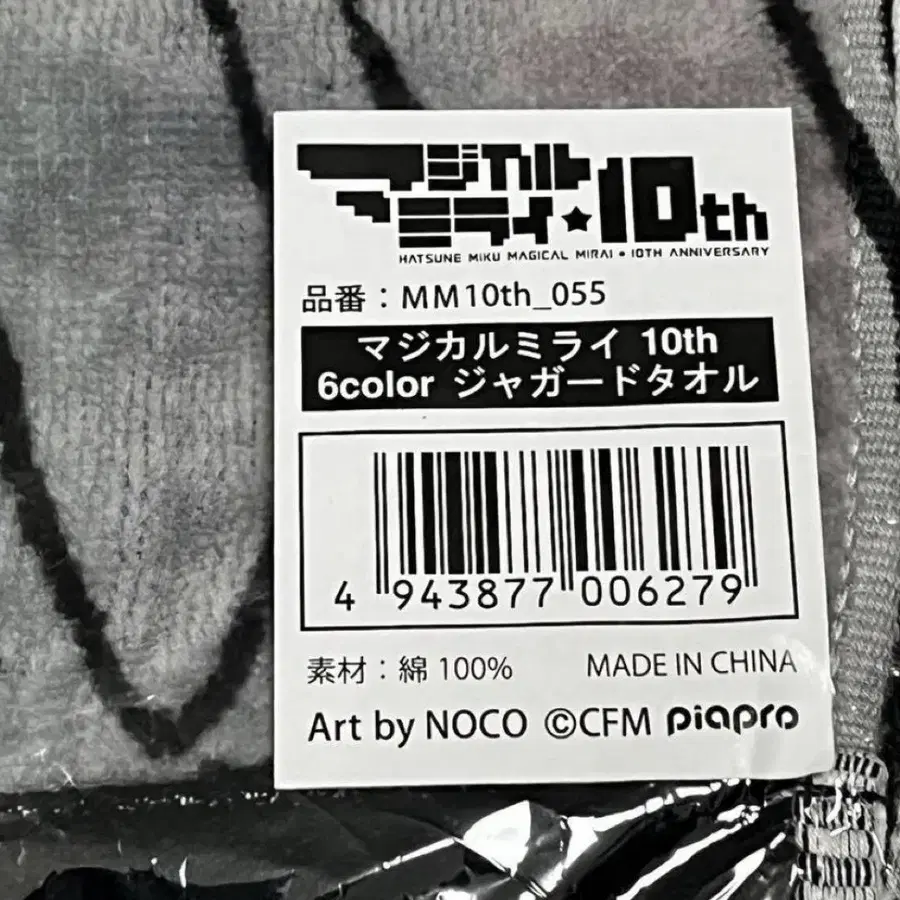 マジカル
ミライ★10th
HATSUNE MIKU MAGICAL MIRAI • 10TH ANNIVERSARY
品番：MM10th_055
マジカルミライ 10th
6color ジャガードタオル
4 943877 006279
素材：綿 100% MADE IN CHINA
Art by NOCO ©CFM piapro